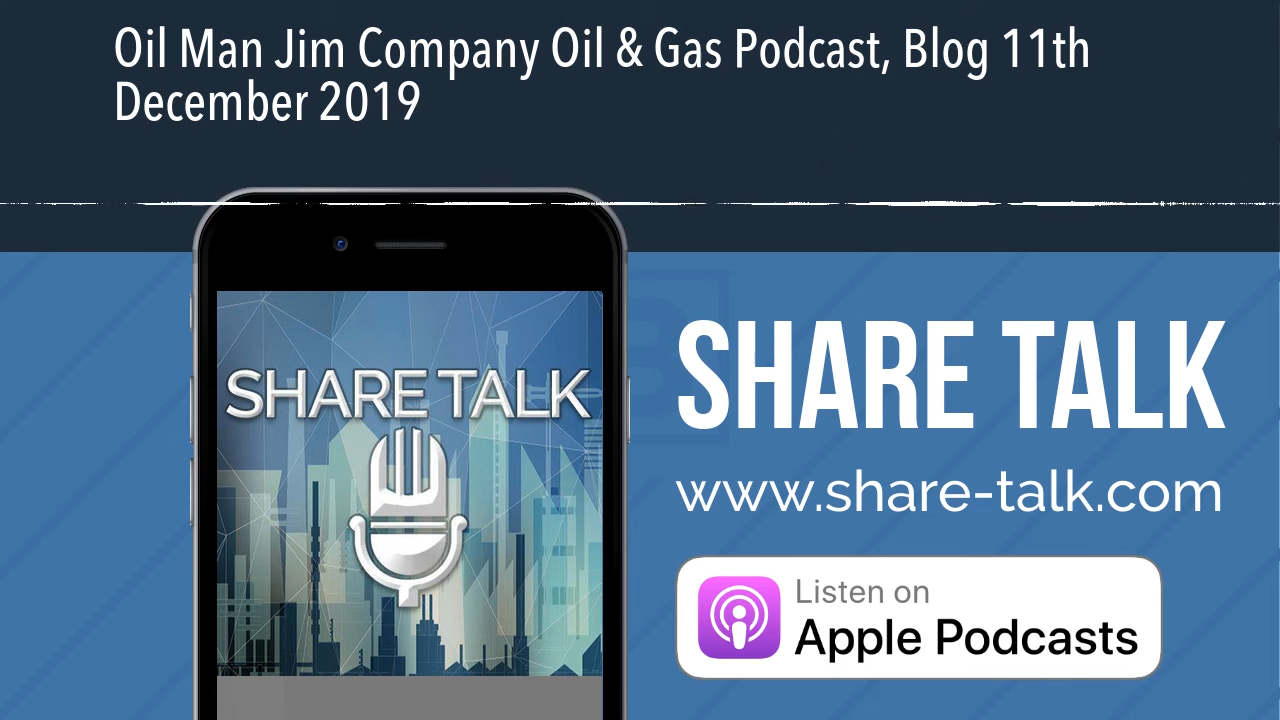 Oil Man Jim Company Oil & Gas Podcast, Blog 11th
December 2019
SHARE TALK
SHARE TALK
www.share-talk.com
Listen on
Apple Podcasts